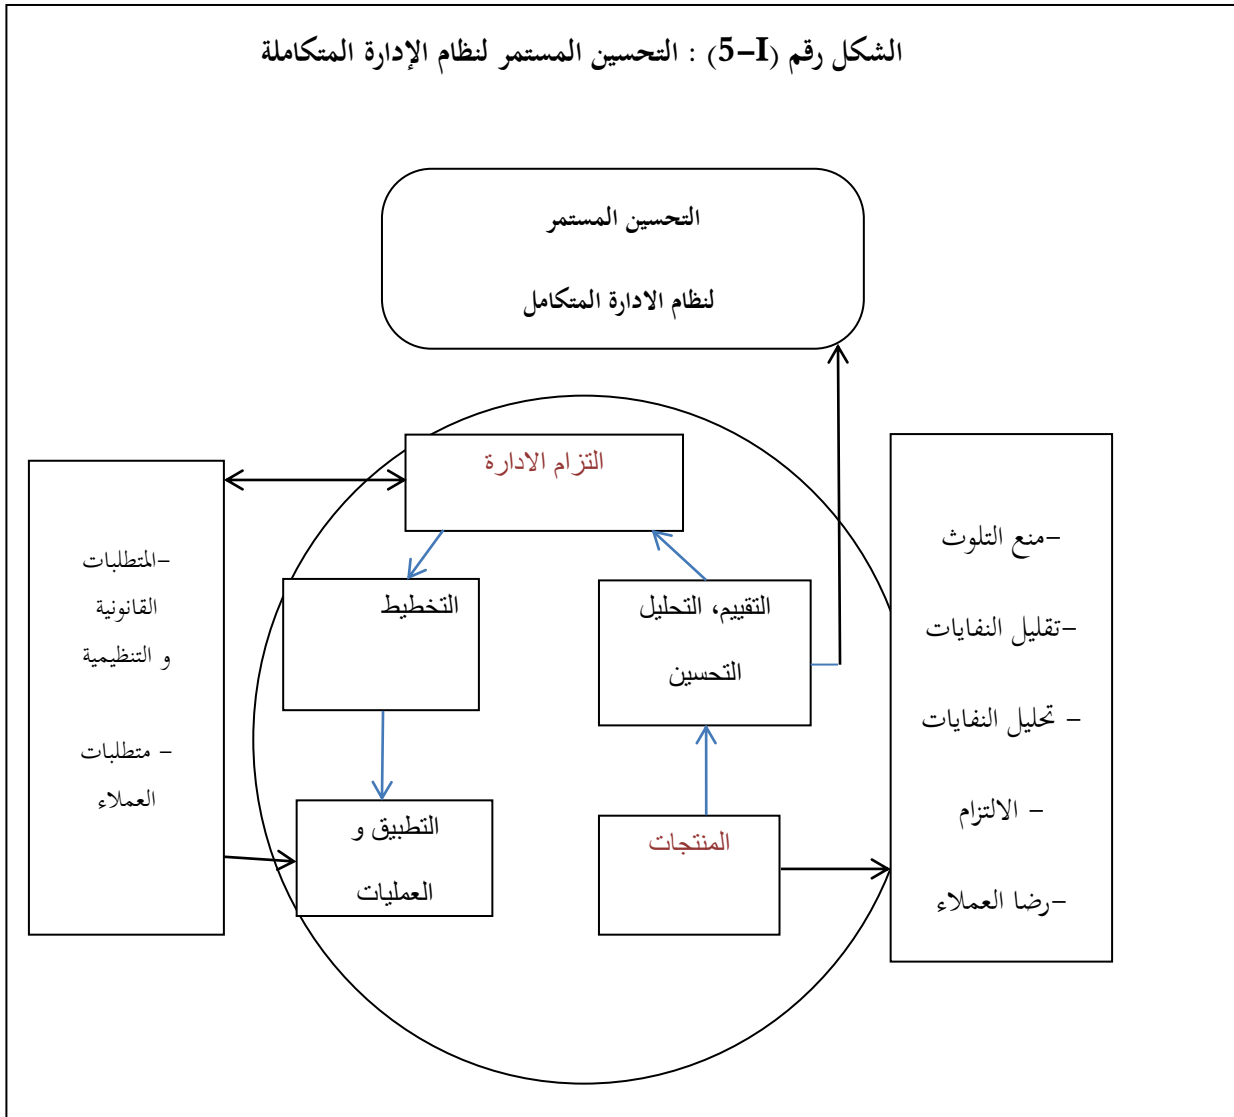 الشكل رقم (5-I) : التحسين المستمر لنظام الإدارة المتكاملة
التحسين المستمر
لنظام الادارة المتكامل
التزام الادارة
التقييم، التحليل
التحسين
التخطيط
المنتجات
التطبيق و
العمليات
-منع التلوث
-تقليل النفايات
- تحليل النفايات
- الالتزام
-رضا العملاء
-المتطلبات
القانونية
و التنظيمية
- متطلبات
العملاء